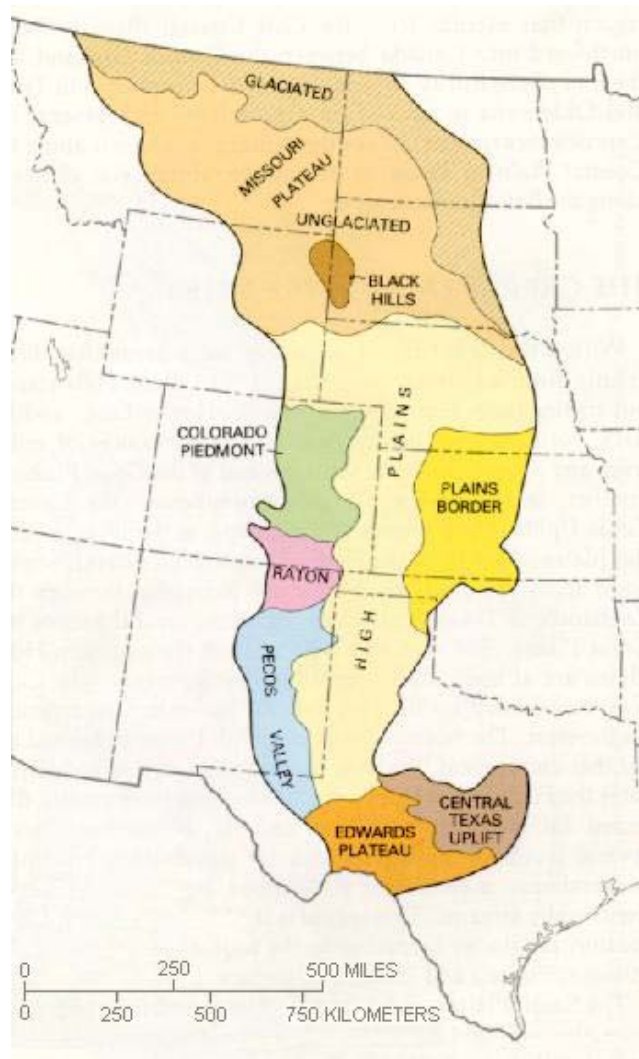 GLACIATED
MISSOURI
PLATEAU
UNGLACIATED
BLACK
HILLS
COLORADO
PIEDMONT
PLAINS
PLAINS
BORDER
RATON
HIGH
PECOS
VALLEY
CENTRAL
TEXAS
UPLIFT
EDWARDS
PLATEAU
0 250 500 MILES
0 250 500 750 KILOMETERS